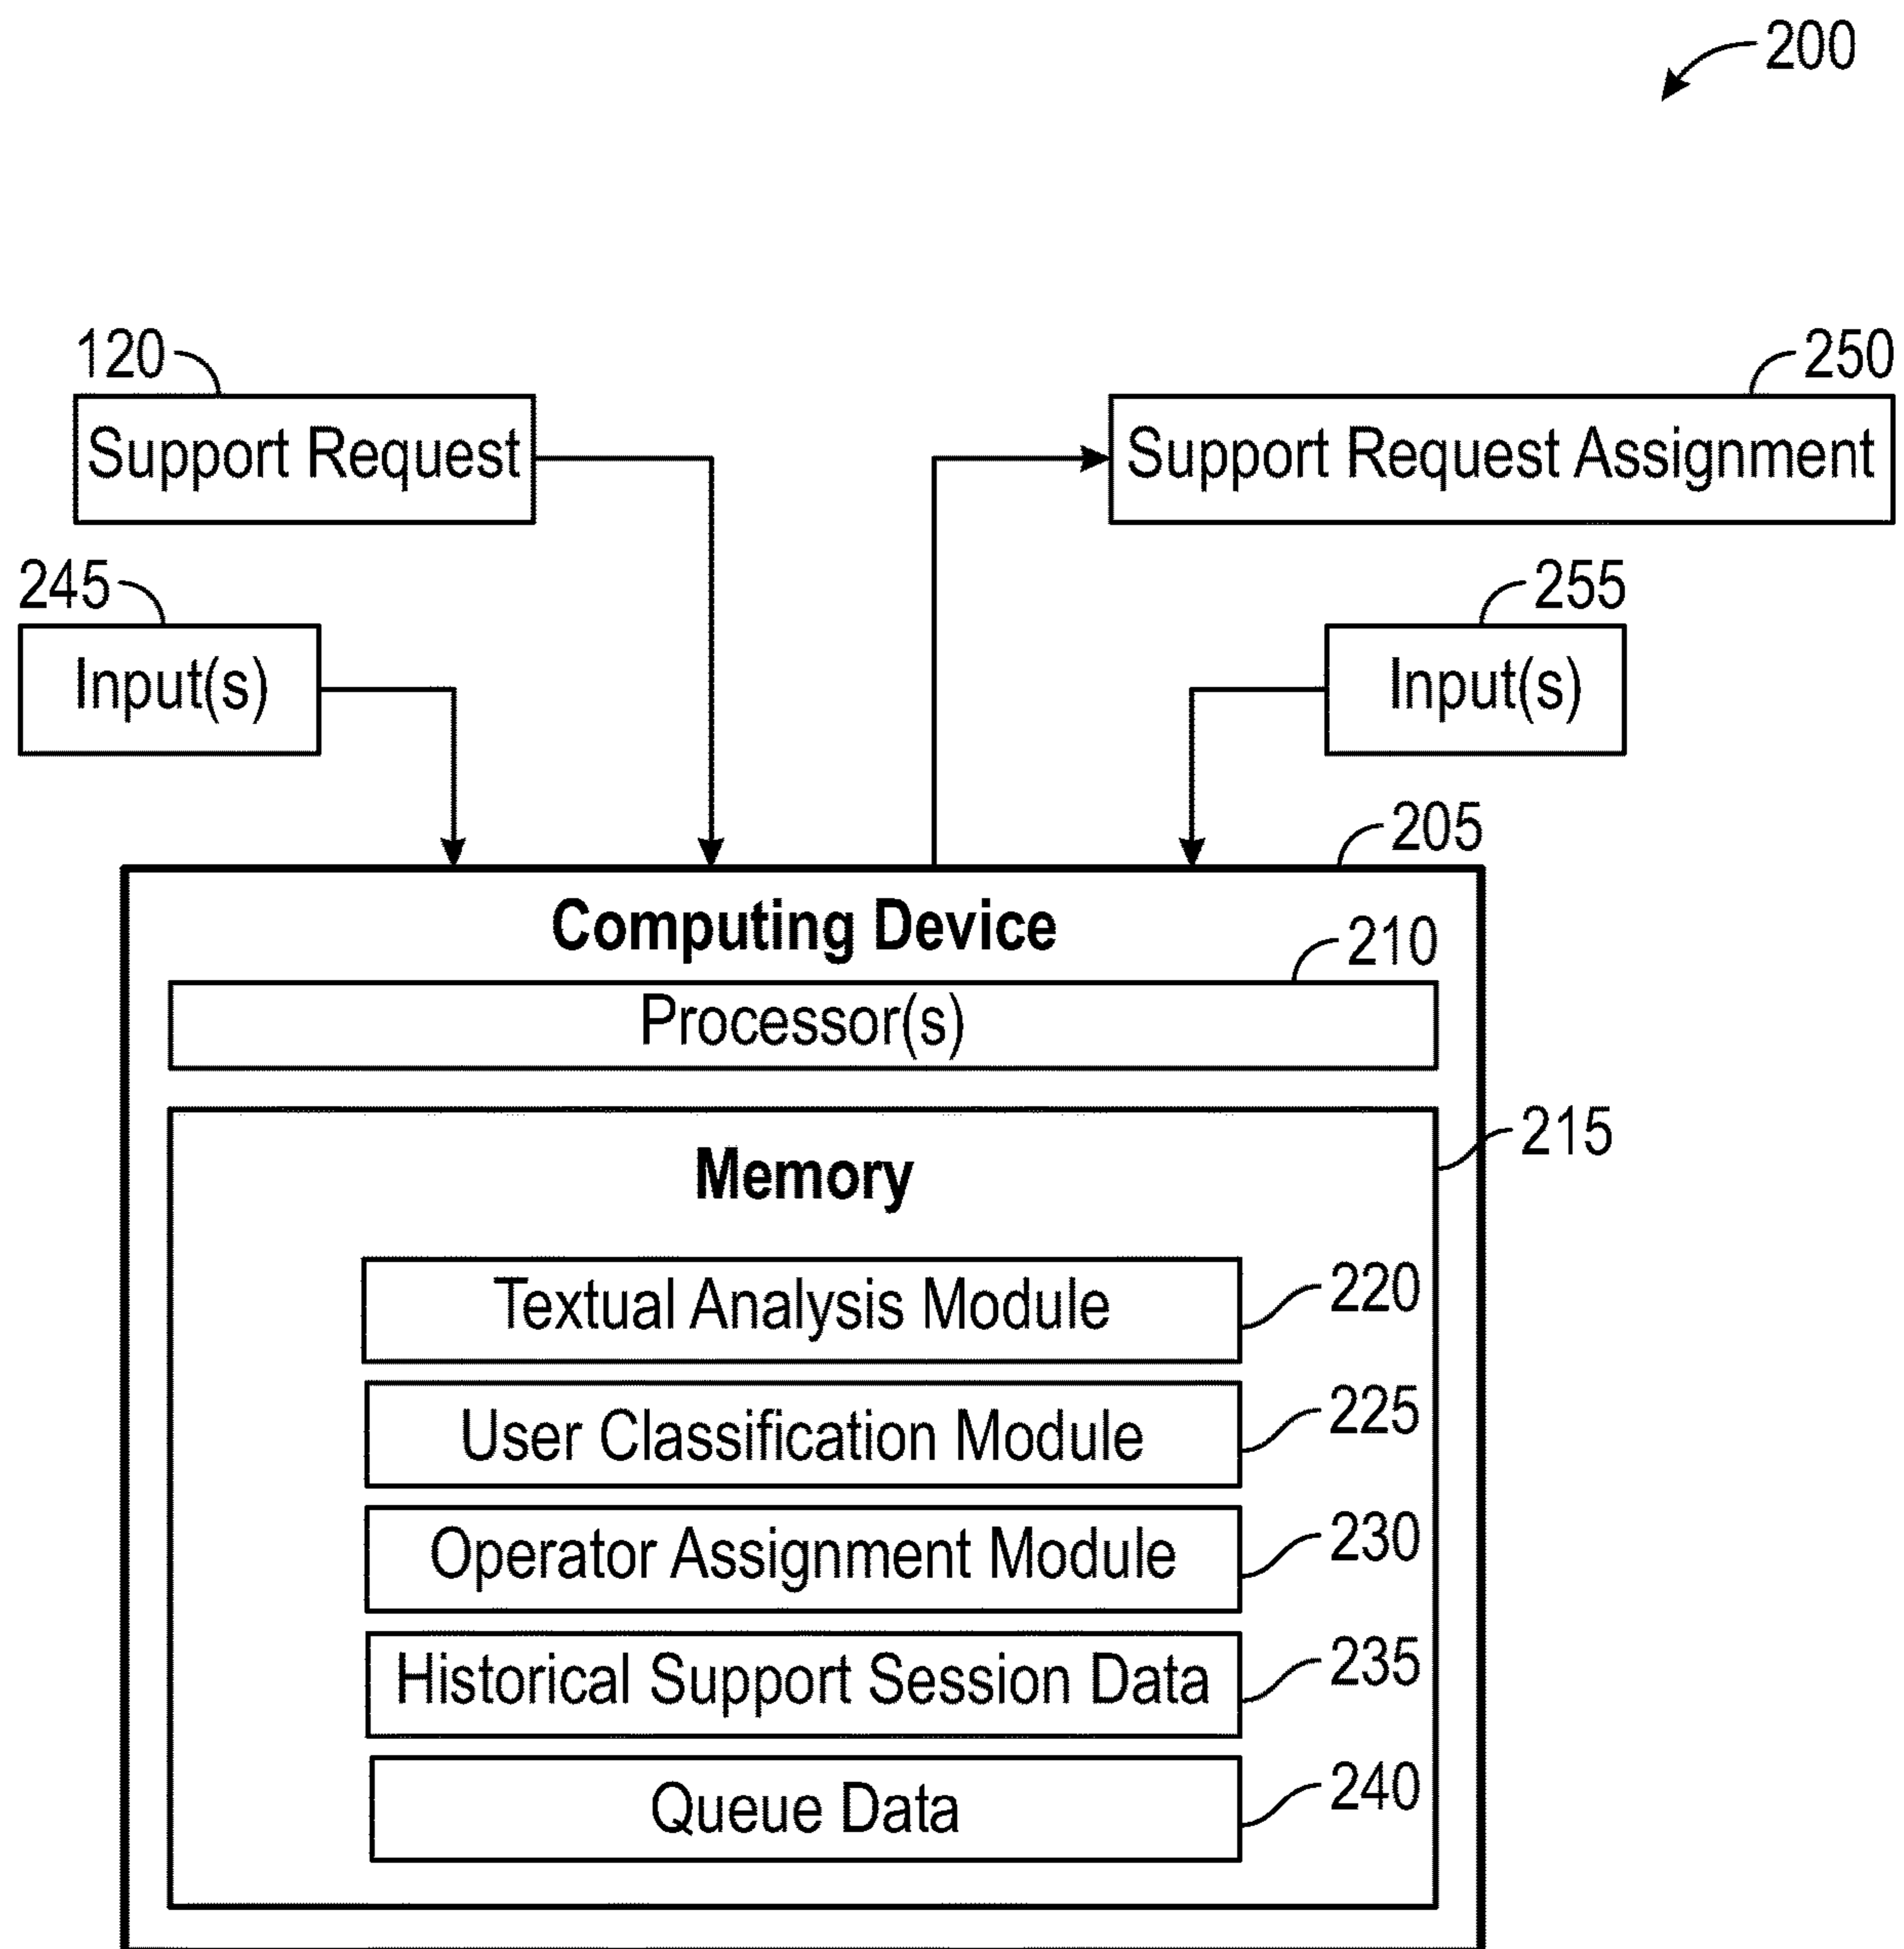 200
120
250
Support Request
Support Request Assignment
245
255
Input(s)
Input(s)
205
Computing Device
210
Processor(s)
215
Memory
Textual Analysis Module
220
User Classification Module
225
Operator Assignment Module
230
Historical Support Session Data
235
Queue Data
240